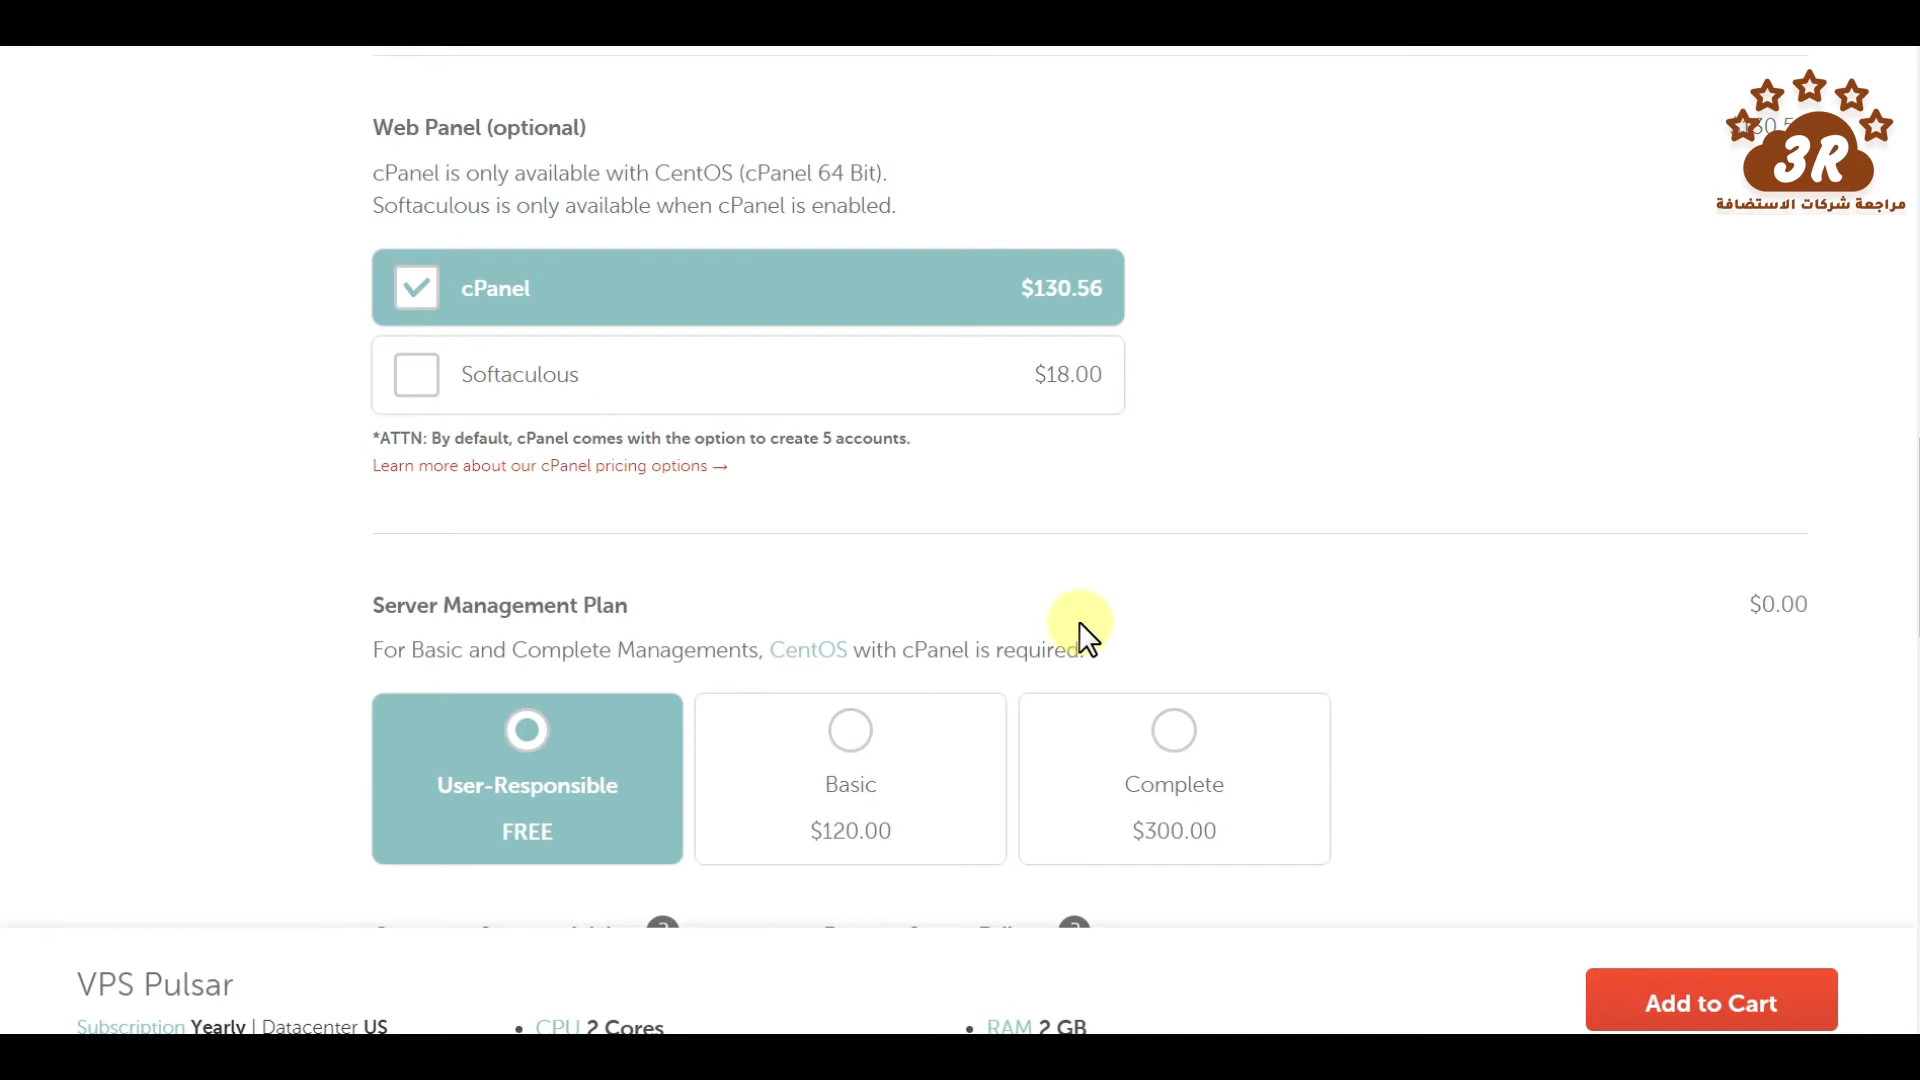 Web Panel (optional)
cPanel is only available with CentOS (cPanel 64 Bit).
Softaculous is only available when cPanel is enabled.
3R
مراجعة شركات الاستضافة
cPanel $130.56
Softaculous $18.00
*ATTN: By default, cPanel comes with the option to create 5 accounts.
Learn more about our cPanel pricing options →
Server Management Plan $0.00
For Basic and Complete Managements, CentOS with cPanel is required.
User-Responsible
FREE
Basic
$120.00
Complete
$300.00
VPS Pulsar
Subscription Yearly | Datacenter US
• CPU 2 Cores
• RAM 2 GB
Add to Cart